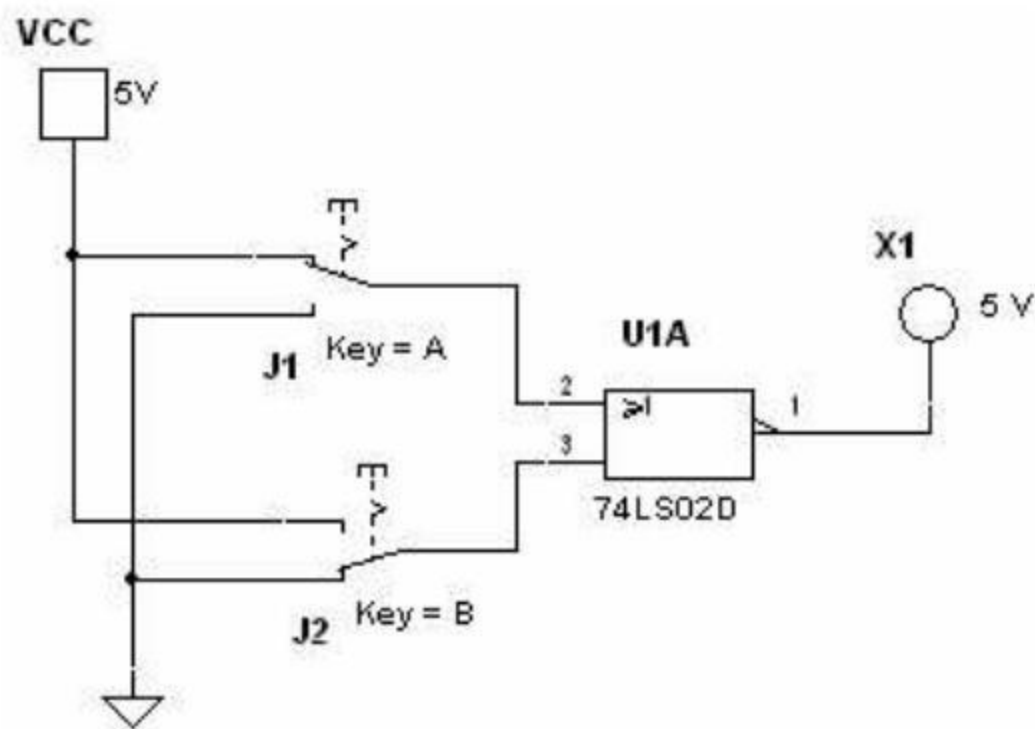 VCC
5V
X1
5 V
U1A
J1
Key = A
2
≥1
1
3
74LS02D
J2
Key = B